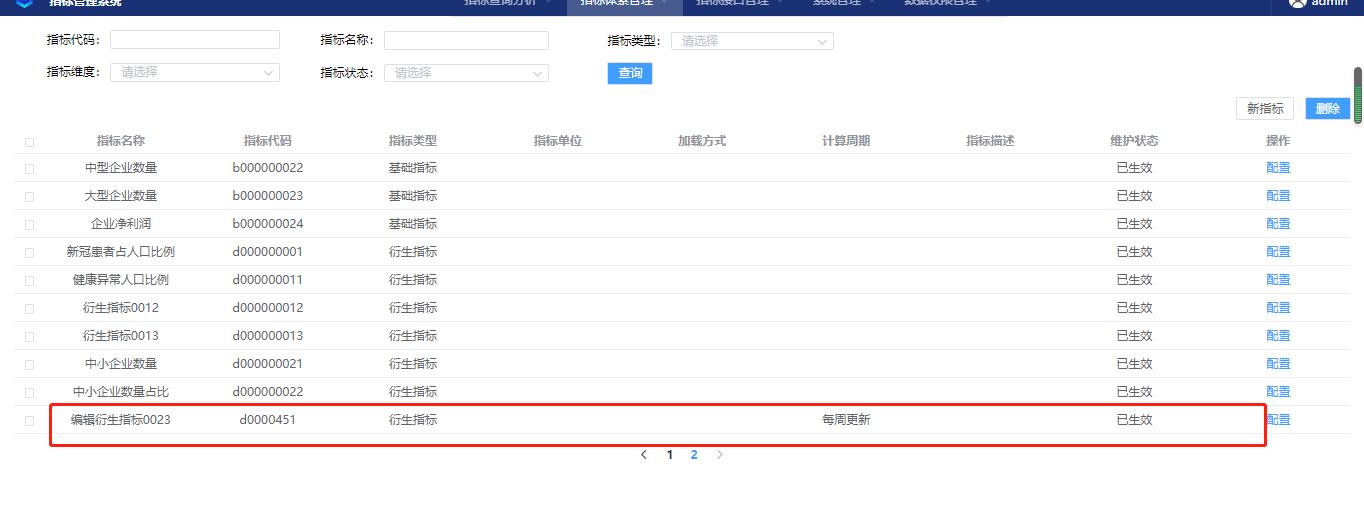 指标管理系统 指标查询分析 指标体系管理 指标接口管理 系统管理 数据权限管理 admin
指标代码： 指标名称： 指标类型： 请选择
指标维度： 请选择 指标状态： 请选择 查询
新指标 删除
指标名称 指标代码 指标类型 指标单位 加载方式 计算周期 指标描述 维护状态 操作
中型企业数量 b000000022 基础指标 已生效 配置
大型企业数量 b000000023 基础指标 已生效 配置
企业净利润 b000000024 基础指标 已生效 配置
新冠患者占人口比例 d000000001 衍生指标 已生效 配置
健康异常人口比例 d000000011 衍生指标 已生效 配置
衍生指标0012 d000000012 衍生指标 已生效 配置
衍生指标0013 d000000013 衍生指标 已生效 配置
中小企业数量 d000000021 衍生指标 已生效 配置
中小企业数量占比 d000000022 衍生指标 已生效 配置
编辑衍生指标0023 d0000451 衍生指标 每周更新 已生效 配置
1 2